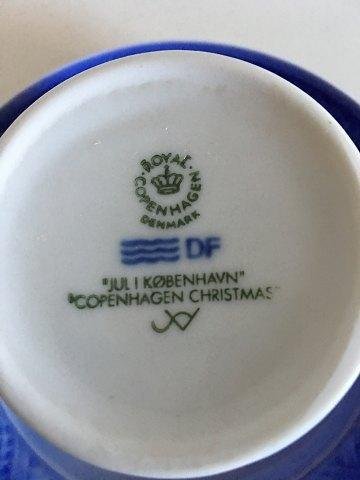 ROYAL
COPENHAGEN
DENMARK
DF
"JUL I KØBENHAVN"
"COPENHAGEN CHRISTMAS"